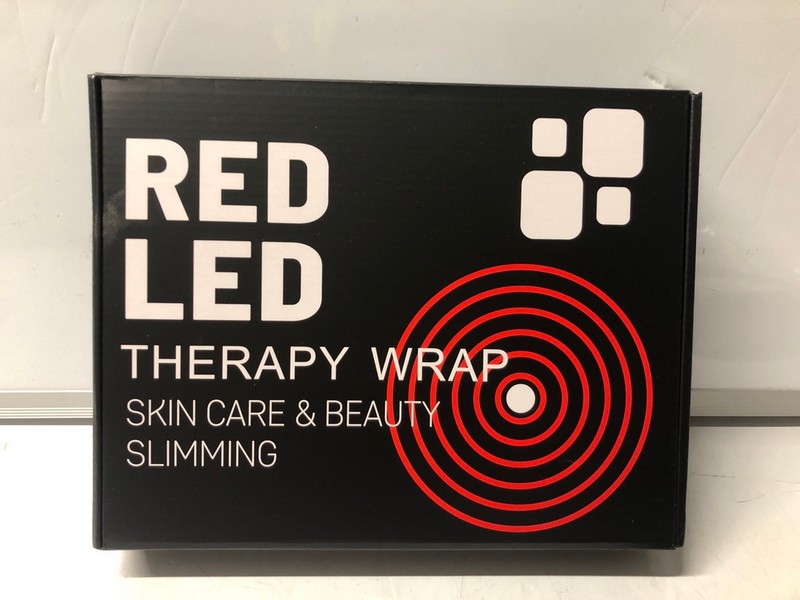 RED
LED
THERAPY WRAP
SKIN CARE & BEAUTY
SLIMMING